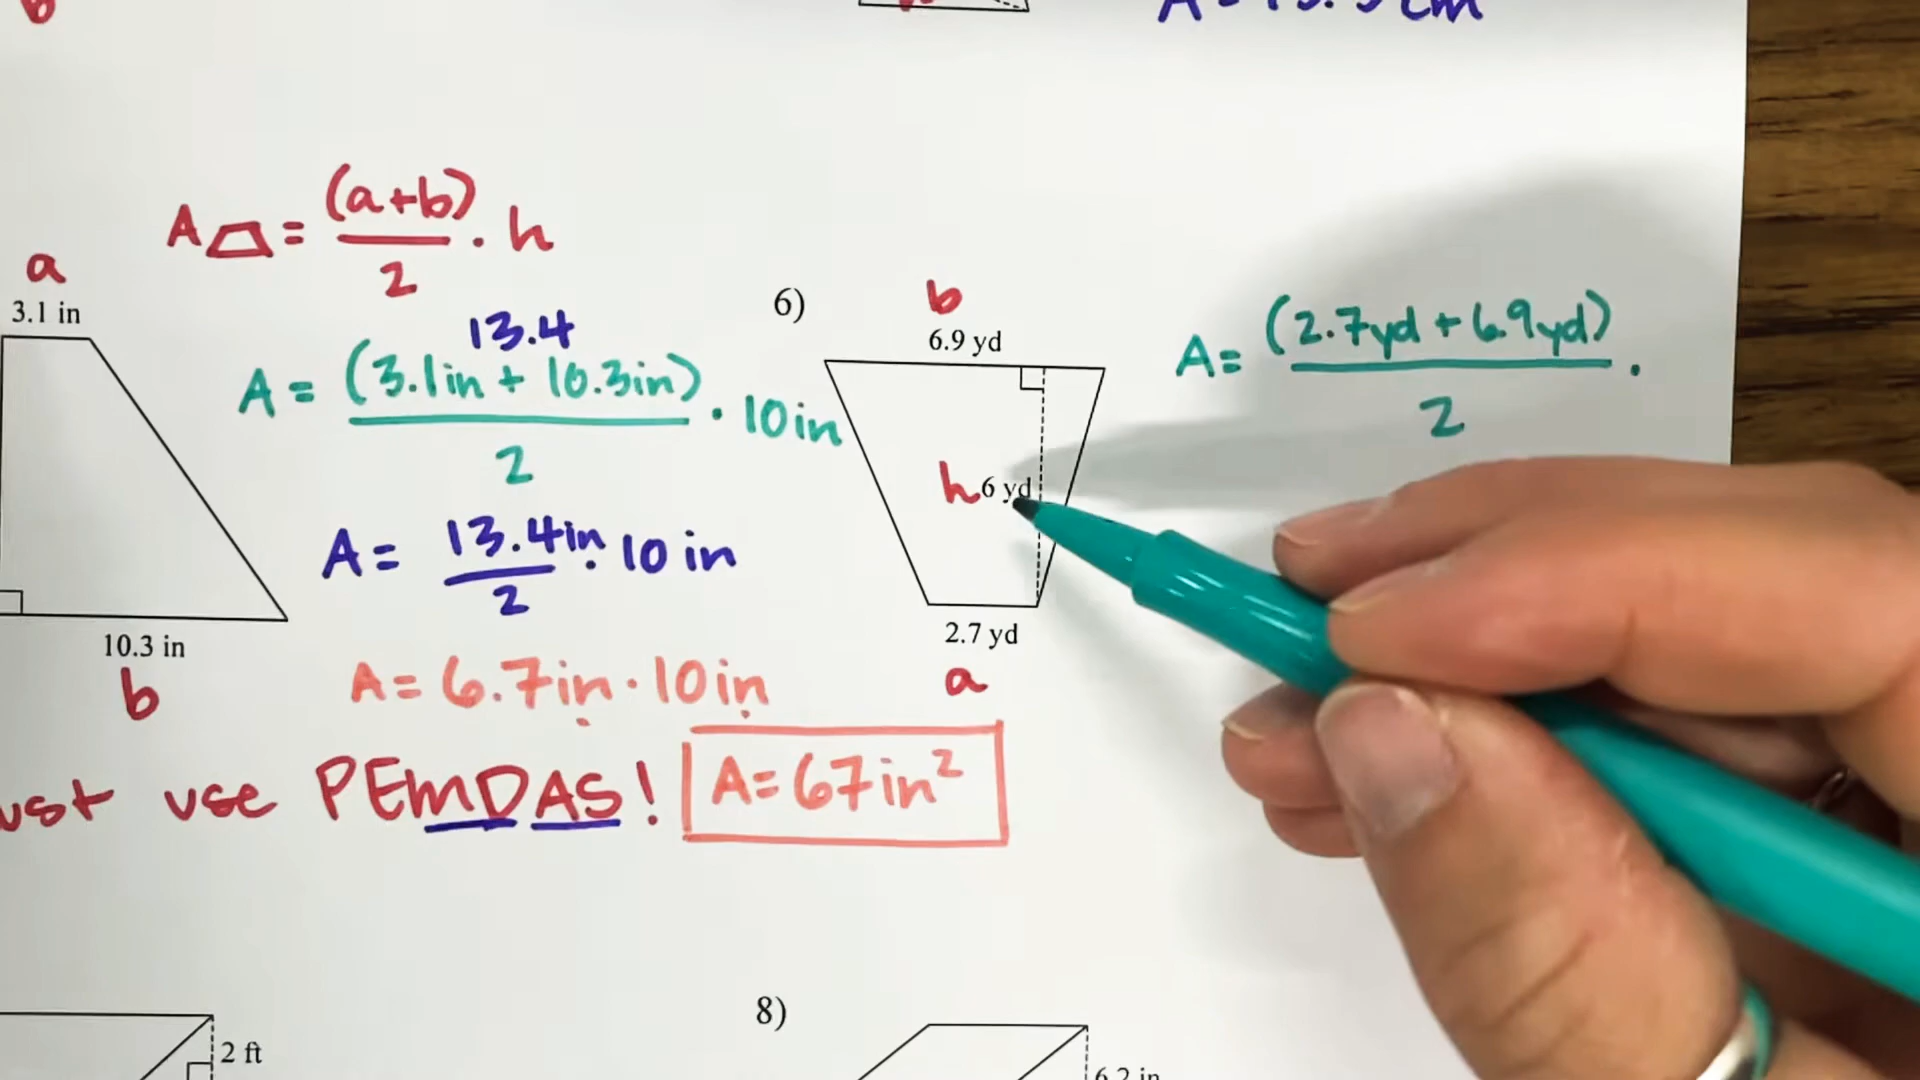 b
A = 13.5 cm
A▱ = (a+b)/2 · h
a
3.1 in
13.4
A = (3.1in + 10.3in)/2 · 10in
A = 13.4in/2 · 10 in
10.3 in
b
A = 6.7in · 10in
ust use PEMDAS!
A = 67in²
6)
b
6.9 yd
h 6 yd
2.7 yd
a
A = (2.7yd + 6.9yd)/2 ·
2 ft
8)
6.2 in